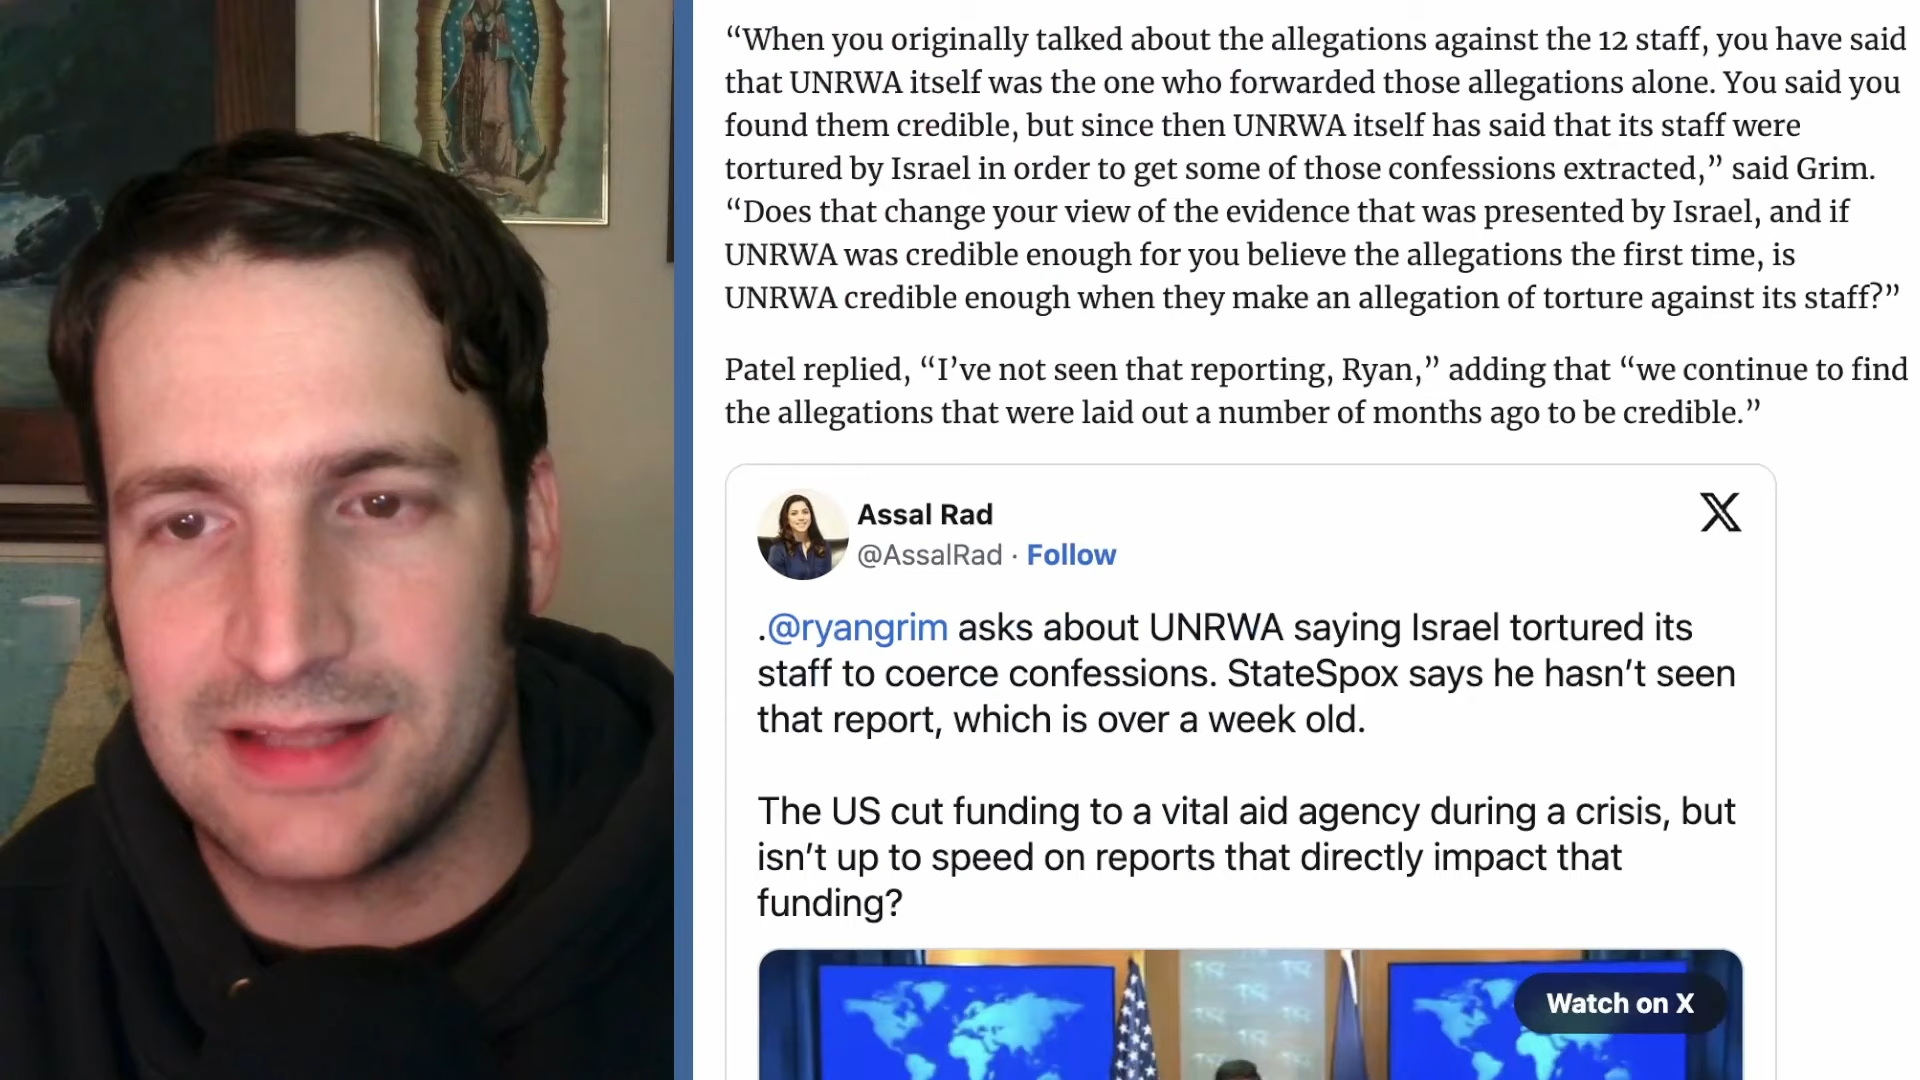 “When you originally talked about the allegations against the 12 staff, you have said
that UNRWA itself was the one who forwarded those allegations alone. You said you
found them credible, but since then UNRWA itself has said that its staff were
tortured by Israel in order to get some of those confessions extracted,” said Grim.
“Does that change your view of the evidence that was presented by Israel, and if
UNRWA was credible enough for you believe the allegations the first time, is
UNRWA credible enough when they make an allegation of torture against its staff?”
Patel replied, “I’ve not seen that reporting, Ryan,” adding that “we continue to find
the allegations that were laid out a number of months ago to be credible.”
Assal Rad
@AssalRad · Follow
.@ryangrim asks about UNRWA saying Israel tortured its
staff to coerce confessions. StateSpox says he hasn’t seen
that report, which is over a week old.
The US cut funding to a vital aid agency during a crisis, but
isn’t up to speed on reports that directly impact that
funding?
Watch on X